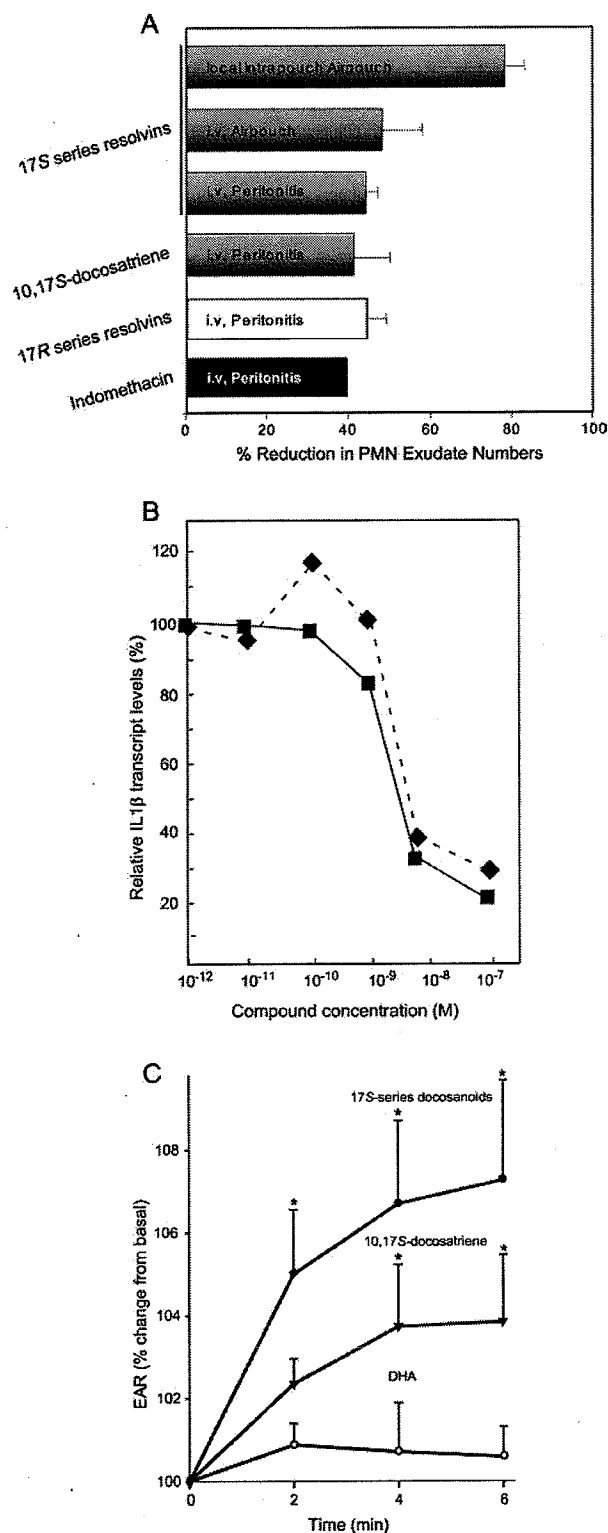 A
local intrapouch Airpouch
i.v, Airpouch
i.v, Peritonitis
i.v, Peritonitis
i.v, Peritonitis
i.v, Peritonitis
17S series resolvins
10,17S-docosatriene
17R series resolvins
Indomethacin
0 20 40 60 80 100
% Reduction in PMN Exudate Numbers
B
120
100
80
60
40
20
Relative IL1β transcript levels (%)
10-12 10-11 10-10 10-9 10-8 10-7
Compound concentration (M)
C
17S-series docosanoids
* * *
10,17S-docosatriene
* *
DHA
108
106
104
102
100
EAR (% change from basal)
0 2 4 6
Time (min)